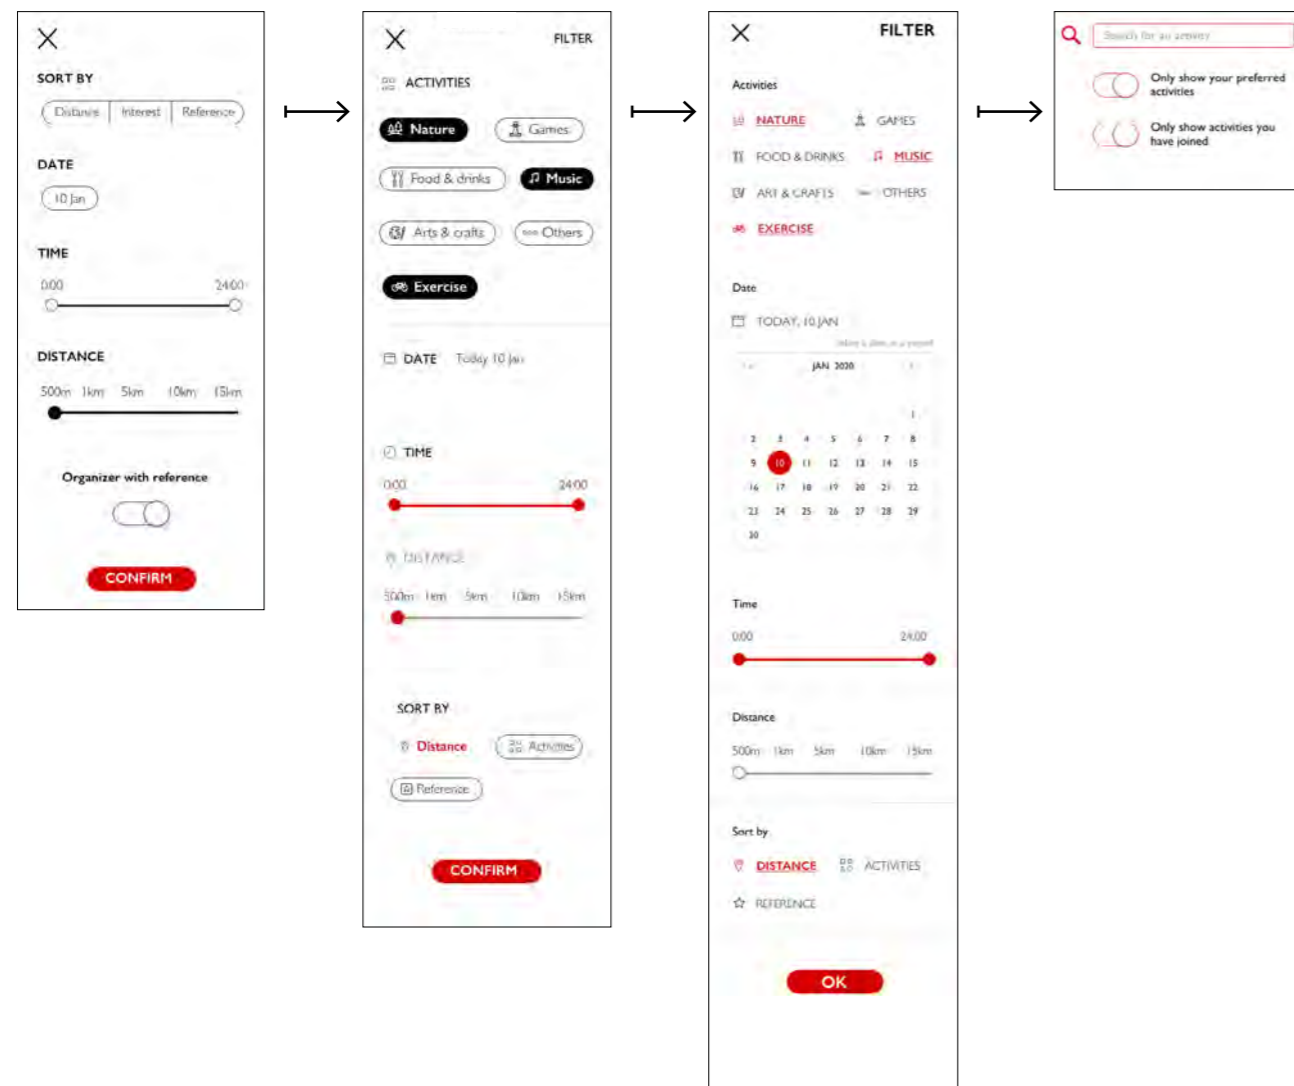 SORT BY
Distance Interest Reference
DATE
10 Jan
TIME
0:00 24:00
DISTANCE
500m 1km 5km 10km 15km
Organizer with reference
CONFIRM
FILTER
ACTIVITIES
Nature Games
Food & drinks Music
Arts & crafts Others
Exercise
DATE Today 10 Jan
TIME
0:00 24:00
DISTANCE
500m 1km 5km 10km 15km
SORT BY
Distance Activities
Reference
CONFIRM
FILTER
Activities
NATURE GAMES
FOOD & DRINKS MUSIC
ART & CRAFTS OTHERS
EXERCISE
Date
TODAY, 10 JAN
JAN 2020
1
2 3 4 5 6 7 8
9 10 11 12 13 14 15
16 17 18 19 20 21 22
23 24 25 26 27 28 29
30
Time
0:00 24:00
Distance
500m 1km 5km 10km 15km
Sort by
DISTANCE ACTIVITIES
REFERENCE
OK
Search for an activity
Only show your preferred
activities
Only show activities you
have joined